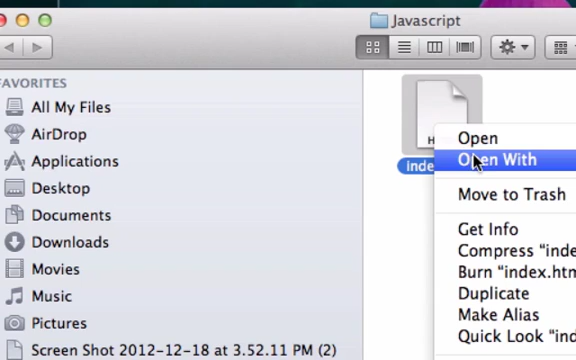 Javascript
FAVORITES
All My Files
AirDrop
Applications
Desktop
Documents
Downloads
Movies
Music
Pictures
Screen Shot 2012-12-18 at 3.52.11 PM (2)
H
inde
Open
Open With
Move to Trash
Get Info
Compress “inde
Burn “index.htm
Duplicate
Make Alias
Quick Look “ind